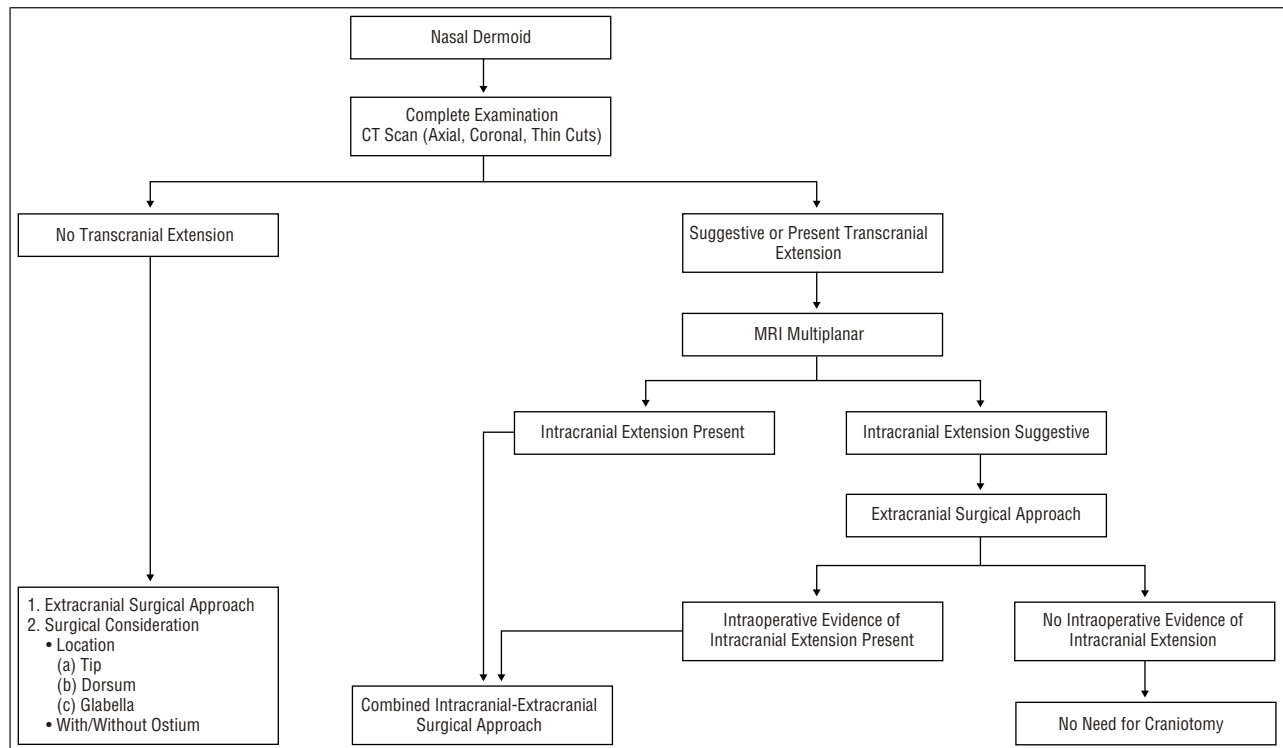 Nasal Dermoid
Complete Examination
CT Scan (Axial, Coronal, Thin Cuts)
No Transcranial Extension
Suggestive or Present Transcranial
Extension
MRI Multiplanar
Intracranial Extension Present
Intracranial Extension Suggestive
Extracranial Surgical Approach
1. Extracranial Surgical Approach
2. Surgical Consideration
• Location
(a) Tip
(b) Dorsum
(c) Glabella
• With/Without Ostium
Intraoperative Evidence of
Intracranial Extension Present
No Intraoperative Evidence of
Intracranial Extension
Combined Intracranial-Extracranial
Surgical Approach
No Need for Craniotomy